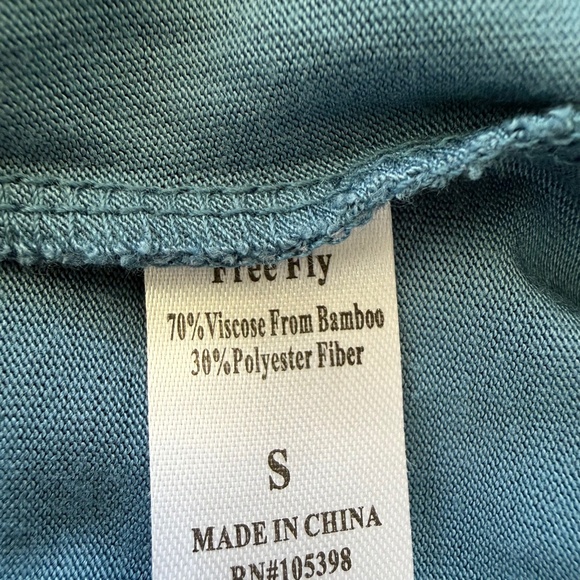 Free Fly
70%Viscose From Bamboo
30%Polyester Fiber
S
MADE IN CHINA
RN#105398